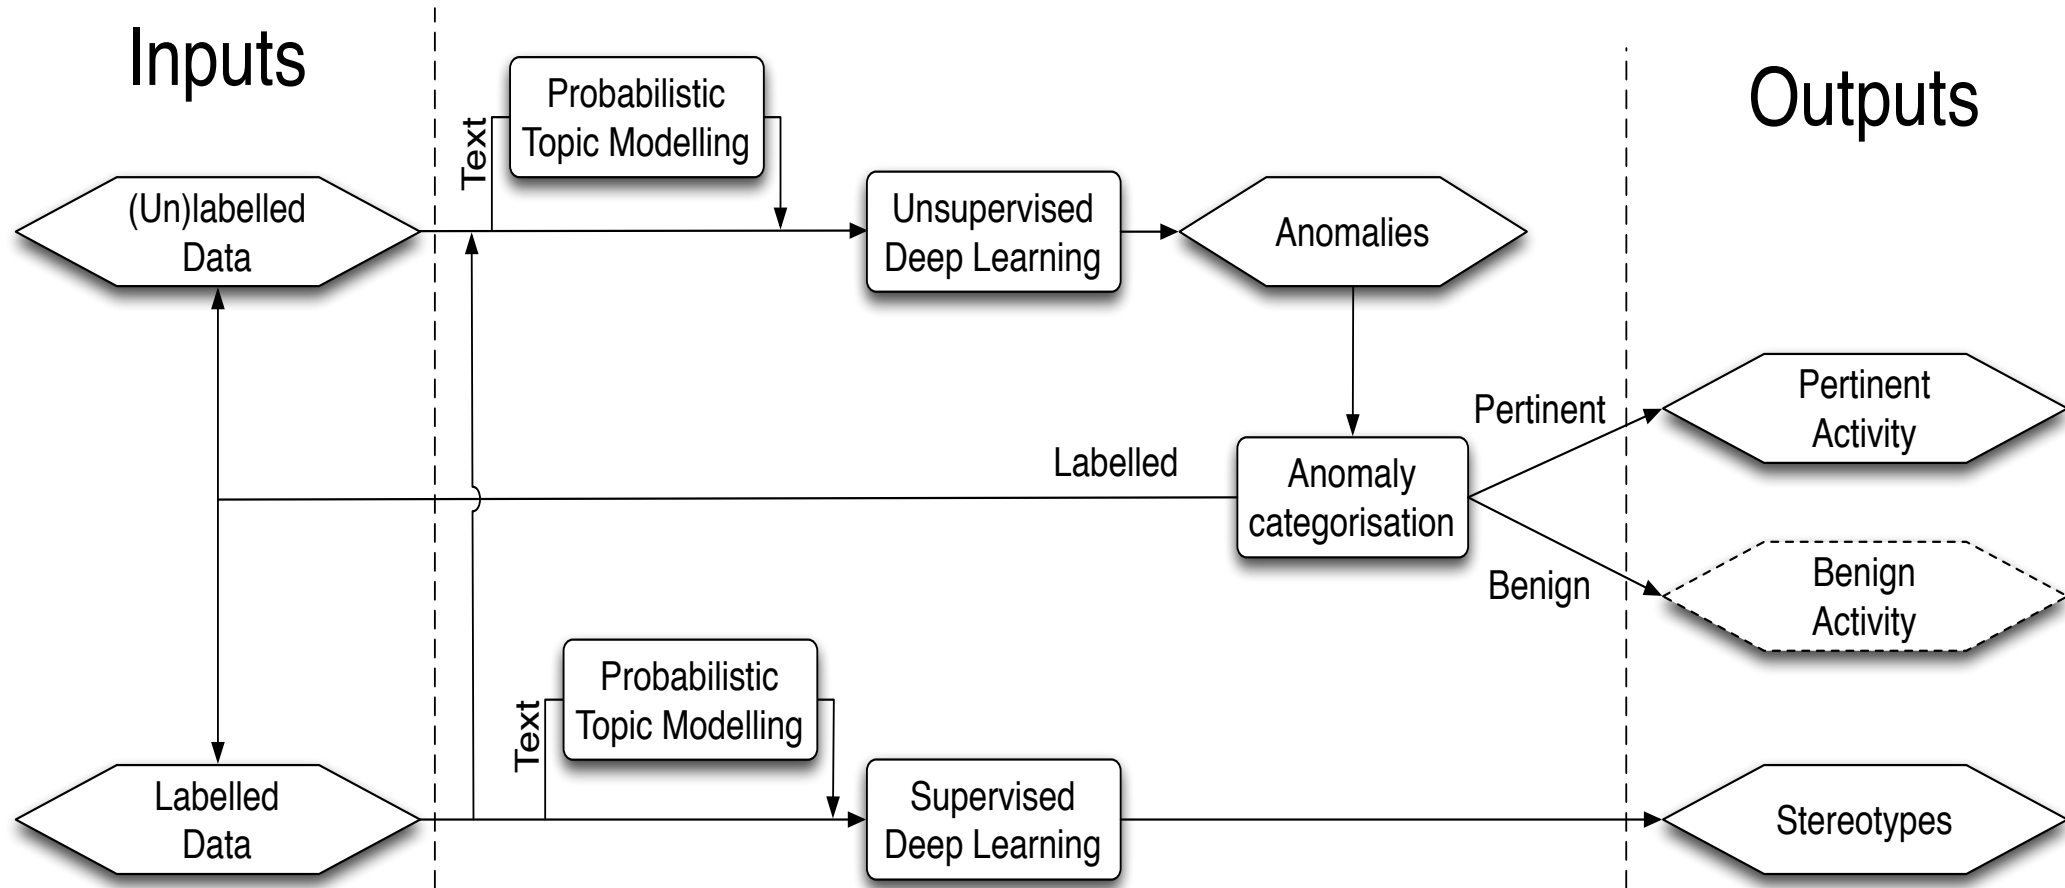 Inputs
Outputs
Probabilistic
Topic Modelling
Text
(Un)labelled
Data
Unsupervised
Deep Learning
Anomalies
Pertinent
Activity
Pertinent
Labelled
Anomaly
categorisation
Benign
Benign
Activity
Probabilistic
Topic Modelling
Text
Labelled
Data
Supervised
Deep Learning
Stereotypes